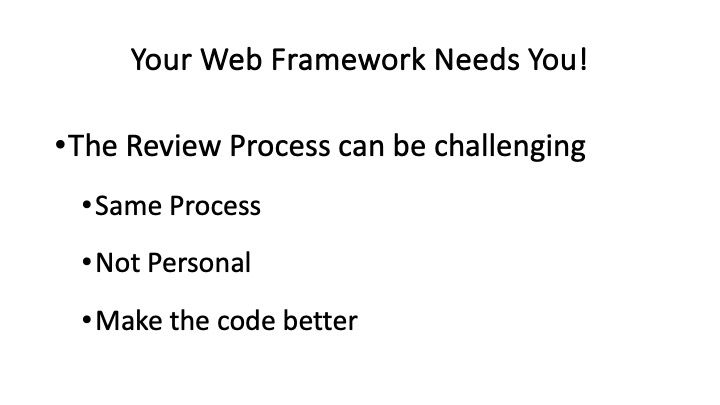 Your Web Framework Needs You!
•The Review Process can be challenging
•Same Process
•Not Personal
•Make the code better